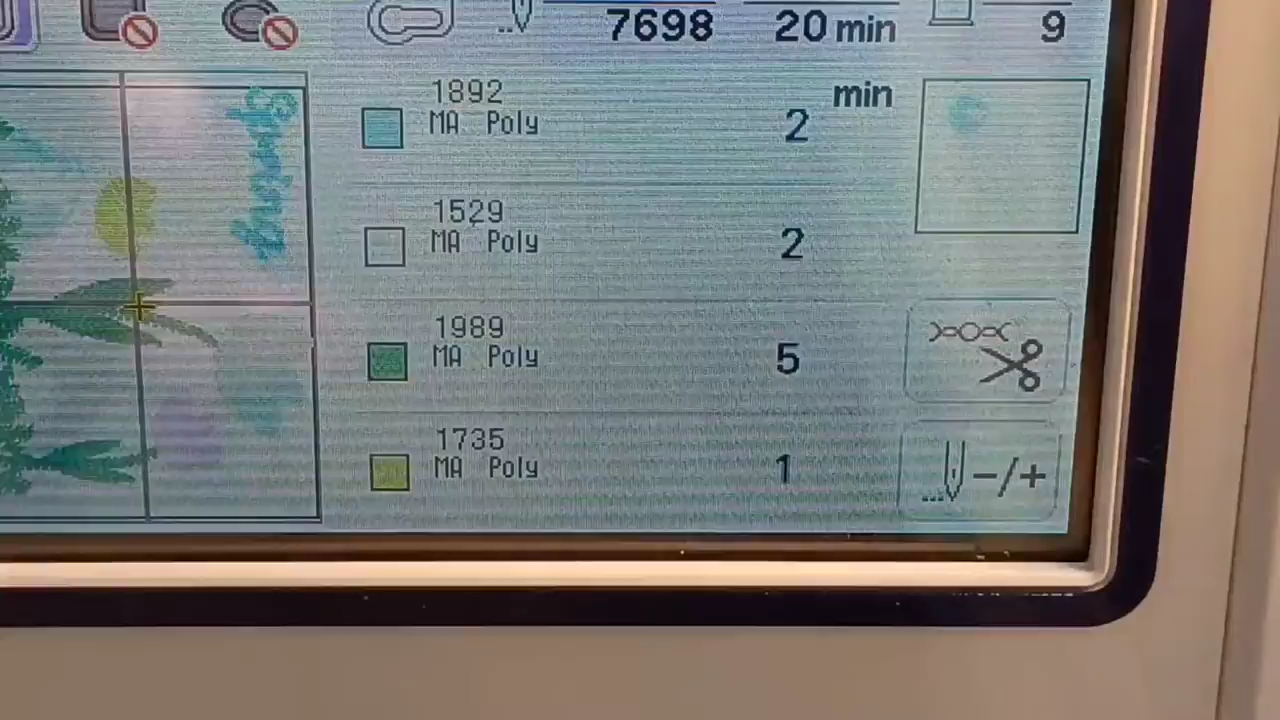 7698 20 min 9
min
1892
MA Poly 2
1529
MA Poly 2
1989
MA Poly 5
1735
MA Poly 1
-/+